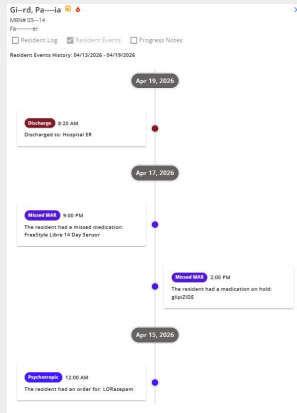 Gi--rd, Pa----ia
MRN# 03---14
Fa-------er
Resident Log Resident Events Progress Notes
Resident Events History: 04/13/2026 - 04/19/2026
Apr 19, 2026
Discharge 8:20 AM
Discharged to: Hospital ER
Apr 17, 2026
Missed MAR 9:00 PM
The resident had a missed medication:
FreeStyle Libre 14 Day Sensor
Missed MAR 2:00 PM
The resident had a medication on hold:
glipiZIDE
Apr 15, 2026
Psychotropic 12:00 AM
The resident had an order for: LORazepam